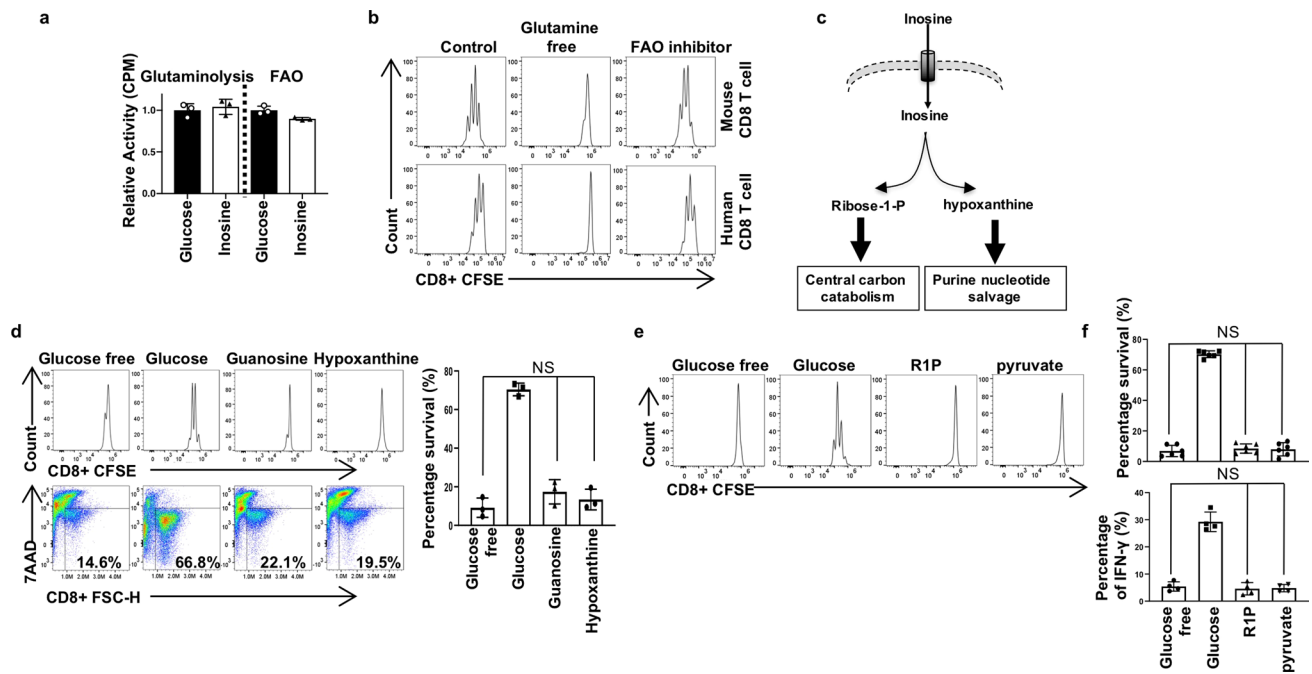 a
Glutaminolysis FAO
Relative Activity (CPM)
1.0
0.5
0.0
Glucose
Inosine
Glucose
Inosine
b
Control
Glutamine
free
FAO inhibitor
Mouse
CD8 T cell
Human
CD8 T cell
Count
CD8+ CFSE
c
Inosine
Inosine
Ribose-1-P
hypoxanthine
Central carbon
catabolism
Purine nucleotide
salvage
d
Glucose free
Glucose
Guanosine
Hypoxanthine
Count
CD8+ CFSE
7AAD
14.6%
66.8%
22.1%
19.5%
CD8+ FSC-H
Percentage survival (%)
80
60
40
20
0
NS
Glucose
free
Glucose
Guanosine
Hypoxanthine
e
Glucose free
Glucose
R1P
pyruvate
Count
CD8+ CFSE
f
Percentage survival (%)
80
60
40
20
0
NS
Percentage
of IFN-γ (%)
40
30
20
10
0
NS
Glucose
free
Glucose
R1P
pyruvate